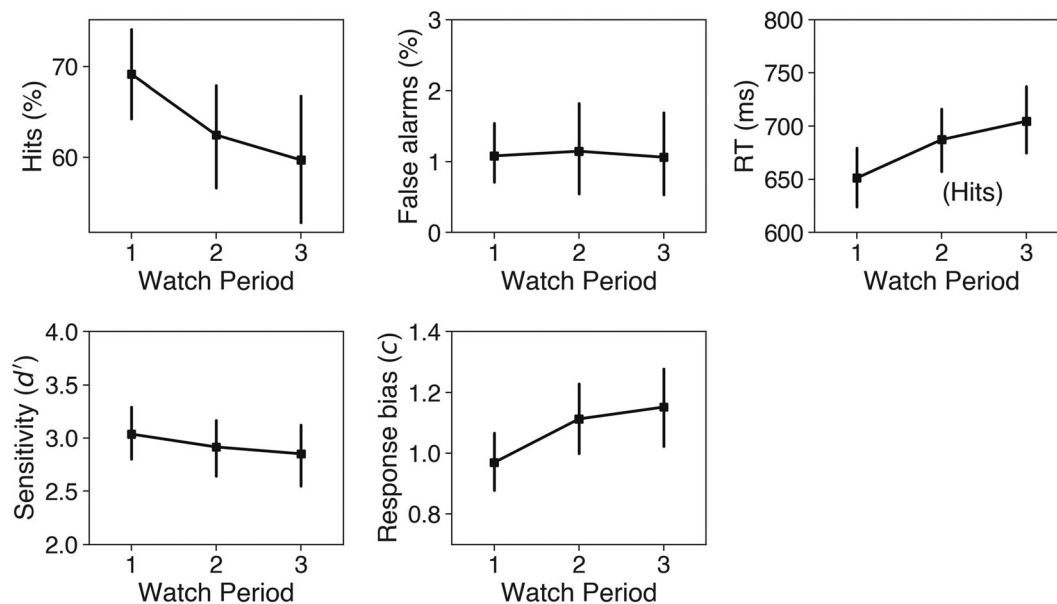 Hits (%)
70
60
1 2 3
Watch Period
False alarms (%)
3
2
1
0
1 2 3
Watch Period
RT (ms)
800
750
700
650
600
(Hits)
1 2 3
Watch Period
Sensitivity (d′)
4.0
3.5
3.0
2.5
2.0
1 2 3
Watch Period
Response bias (c)
1.4
1.2
1.0
0.8
1 2 3
Watch Period